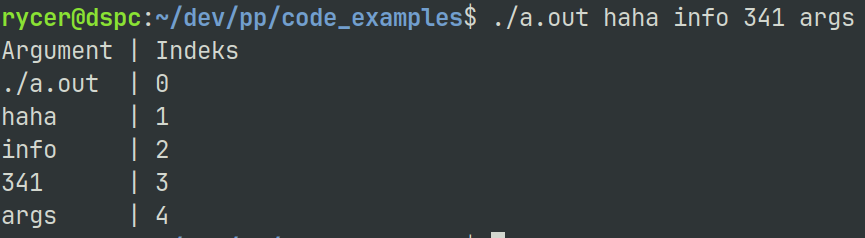 rycer@dspc:~/dev/pp/code_examples$ ./a.out haha info 341 args
Argument | Indeks
./a.out  | 0
haha     | 1
info     | 2
341      | 3
args     | 4